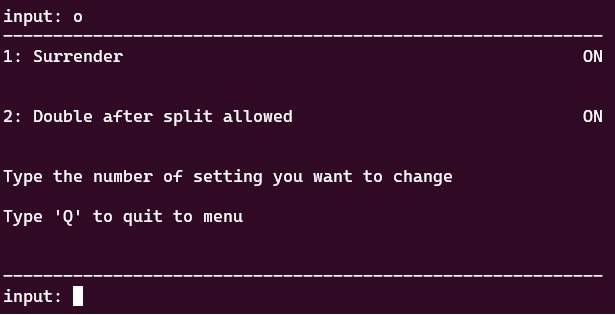 input: o
------------------------------------------------------------
1: Surrender ON
2: Double after split allowed ON
Type the number of setting you want to change
Type 'Q' to quit to menu
------------------------------------------------------------
input: